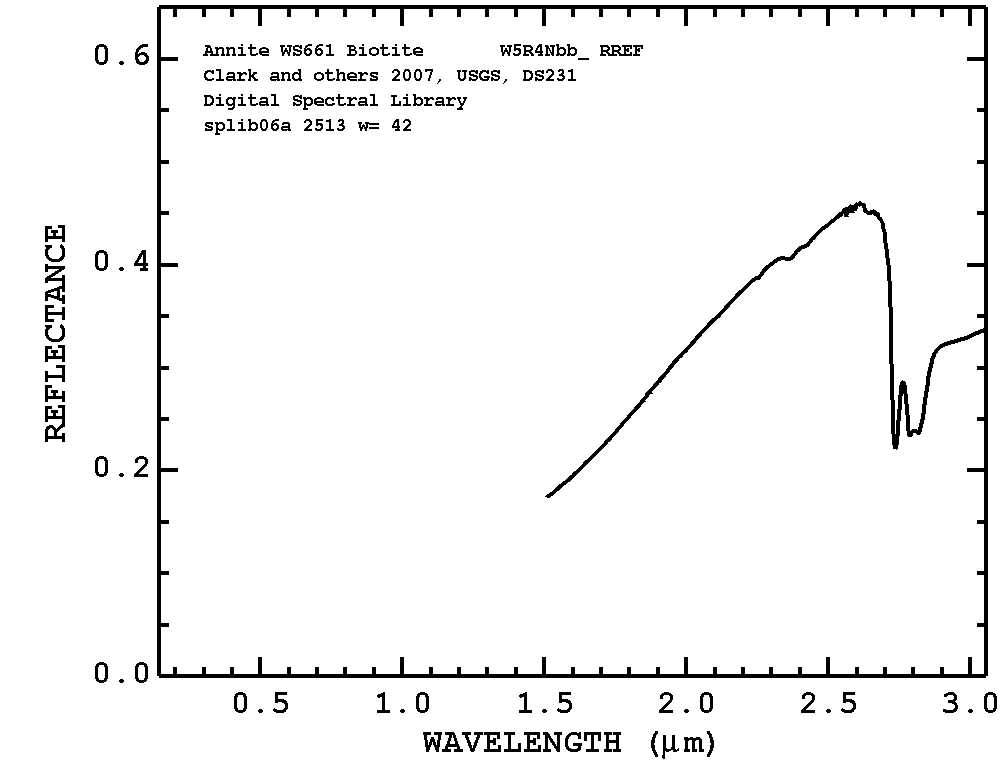 Annite WS661 Biotite W5R4Nbb_ RREF
Clark and others 2007, USGS, DS231
Digital Spectral Library
splib06a 2513 w= 42
0.6
0.4
0.2
0.0
REFLECTANCE
0.5 1.0 1.5 2.0 2.5 3.0
WAVELENGTH (μm)